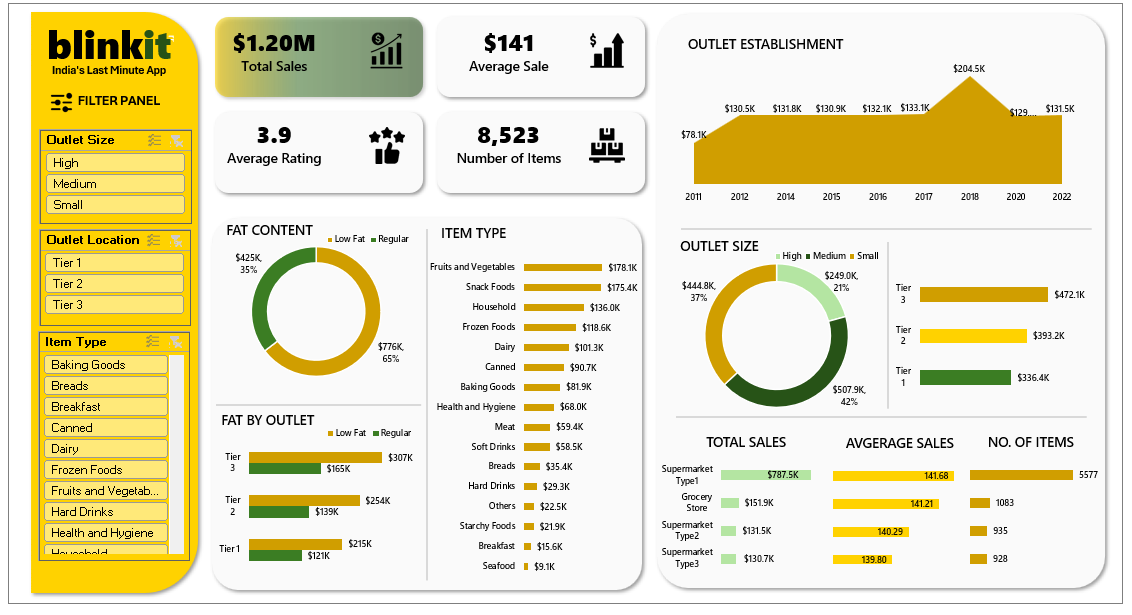 blinkit
India's Last Minute App
FILTER PANEL
Outlet Size
High
Medium
Small
Outlet Location
Tier 1
Tier 2
Tier 3
Item Type
Baking Goods
Breads
Breakfast
Canned
Dairy
Frozen Foods
Fruits and Vegetab...
Hard Drinks
Health and Hygiene
Household
$1.20M
Total Sales
$141
Average Sale
3.9
Average Rating
8,523
Number of Items
FAT CONTENT
Low Fat Regular
$425K,
35%
$776K,
65%
FAT BY OUTLET
Low Fat Regular
Tier
3
$307K
$165K
Tier
2
$254K
$139K
Tier 1
$215K
$121K
ITEM TYPE
Fruits and Vegetables $178.1K
Snack Foods $175.4K
Household $136.0K
Frozen Foods $118.6K
Dairy $101.3K
Canned $90.7K
Baking Goods $81.9K
Health and Hygiene $68.0K
Meat $59.4K
Soft Drinks $58.5K
Breads $35.4K
Hard Drinks $29.3K
Others $22.5K
Starchy Foods $21.9K
Breakfast $15.6K
Seafood $9.1K
OUTLET ESTABLISHMENT
$78.1K $130.5K $131.8K $130.9K $132.1K $133.1K $204.5K $129.... $131.5K
2011 2012 2014 2015 2016 2017 2018 2020 2022
OUTLET SIZE
High Medium Small
$249.0K,
21%
$444.8K,
37%
$507.9K,
42%
Tier
3
$472.1K
Tier
2
$393.2K
Tier
1
$336.4K
TOTAL SALES AVGERAGE SALES NO. OF ITEMS
Supermarket
Type1
$787.5K 141.68 5577
Grocery
Store
$151.9K 141.21 1083
Supermarket
Type2
$131.5K 140.29 935
Supermarket
Type3
$130.7K 139.80 928